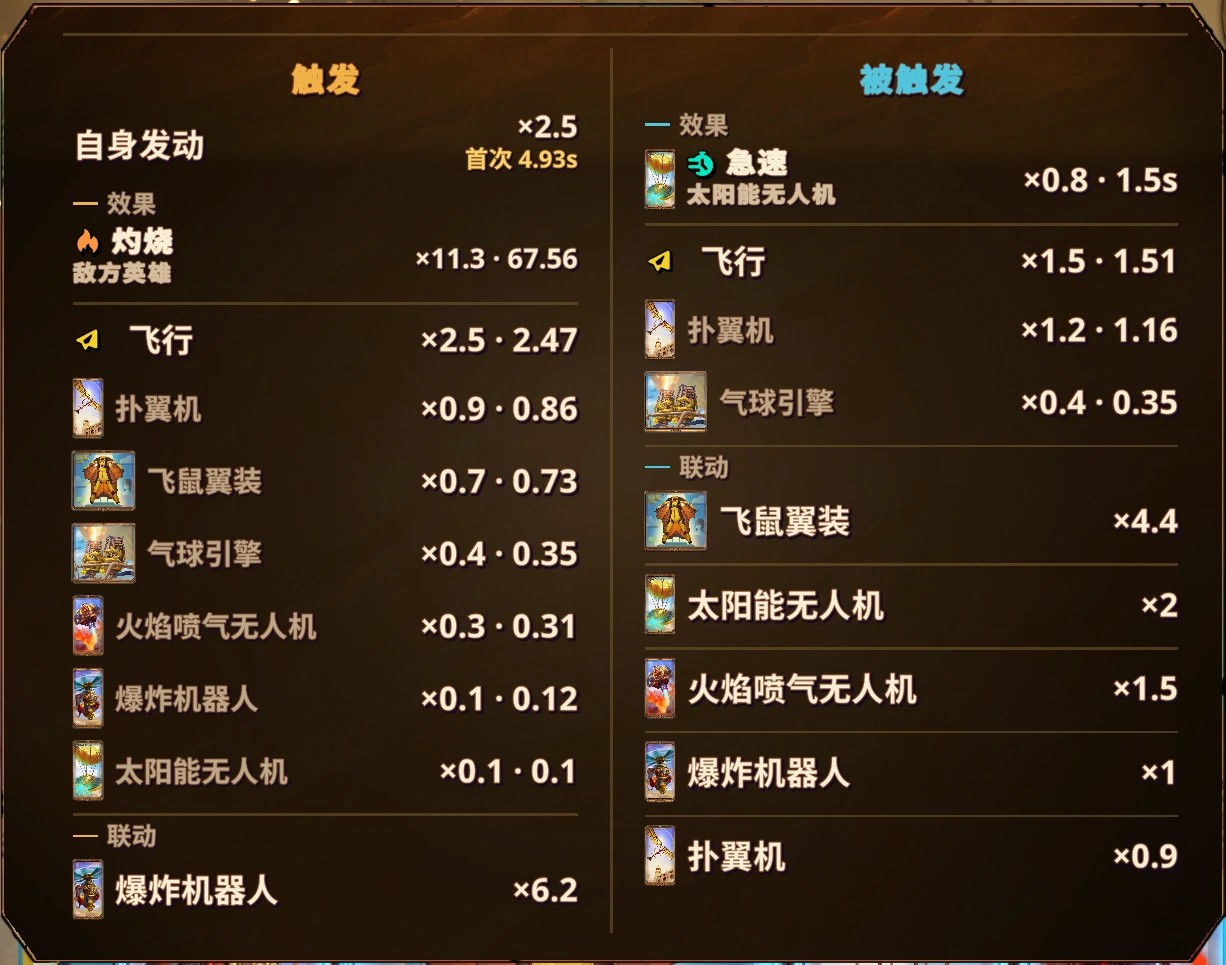 触发
自身发动 ×2.5
首次 4.93s
效果
灼烧
敌方英雄 ×11.3 · 67.56
飞行 ×2.5 · 2.47
扑翼机 ×0.9 · 0.86
飞鼠翼装 ×0.7 · 0.73
气球引擎 ×0.4 · 0.35
火焰喷气无人机 ×0.3 · 0.31
爆炸机器人 ×0.1 · 0.12
太阳能无人机 ×0.1 · 0.1
联动
爆炸机器人 ×6.2
被触发
效果
急速
太阳能无人机 ×0.8 · 1.5s
飞行 ×1.5 · 1.51
扑翼机 ×1.2 · 1.16
气球引擎 ×0.4 · 0.35
联动
飞鼠翼装 ×4.4
太阳能无人机 ×2
火焰喷气无人机 ×1.5
爆炸机器人 ×1
扑翼机 ×0.9